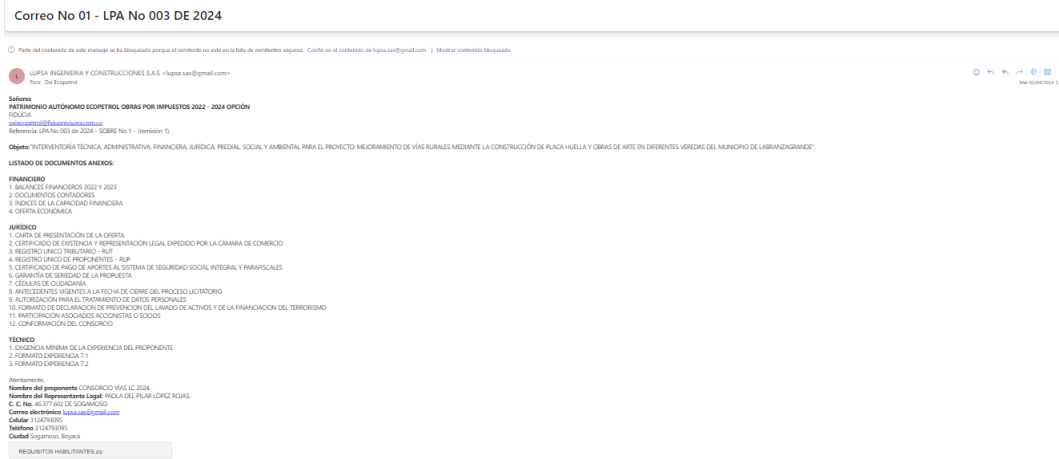 Correo No 01 - LPA No 003 DE 2024
Parte del contenido de este mensaje se ha bloqueado porque el remitente no está en la lista de remitentes seguros. Confíe en el contenido de lupsa.sas@gmail.com. | Mostrar contenido bloqueado
L
LUPSA INGENIERIA Y CONSTRUCCIONES S.A.S <lupsa.sas@gmail.com>
Para: Oxi Ecopetrol
Señores
PATRIMONIO AUTÓNOMO ECOPETROL OBRAS POR IMPUESTOS 2022 - 2024 OPCIÓN
FIDUCIA
oxiecopetrol@fiduprevisora.com.co
Referencia: LPA No 003 de 2024 – SOBRE No 1 – (remisión 1).
Objeto: "INTERVENTORÍA TÉCNICA, ADMINISTRATIVA, FINANCIERA, JURÍDICA, PREDIAL, SOCIAL Y AMBIENTAL PARA EL PROYECTO: MEJORAMIENTO DE VÍAS RURALES MEDIANTE LA CONSTRUCCIÓN DE PLACA HUELLA Y OBRAS DE ARTE EN DIFERENTES VEREDAS DEL MUNICIPIO DE LABRANZAGRANDE",
LISTADO DE DOCUMENTOS ANEXOS:
FINANCIERO
1. BALANCES FINANCIEROS 2022 Y 2023
2. DOCUMENTOS CONTADORES
3. ÍNDICES DE LA CAPACIDAD FINANCIERA
4. OFERTA ECONÓMICA
JURÍDICO
1. CARTA DE PRESENTACIÓN DE LA OFERTA
2. CERTIFICADO DE EXISTENCIA Y REPRESENTACIÓN LEGAL EXPEDIDO POR LA CÁMARA DE COMERCIO
3. REGISTRO UNICO TRIBUTARIO – RUT
4. REGISTRO ÚNICO DE PROPONENTES – RUP
5. CERTIFICADO DE PAGO DE APORTES AL SISTEMA DE SEGURIDAD SOCIAL INTEGRAL Y PARAFISCALES
6. GARANTÍA DE SERIEDAD DE LA PROPUESTA
7. CÉDULAS DE CIUDADANÍA
8. ANTECEDENTES VIGENTES A LA FECHA DE CIERRE DEL PROCESO LICITATORIO
9. AUTORIZACIÓN PARA EL TRATAMIENTO DE DATOS PERSONALES
10. FORMATO DE DECLARACION DE PREVENCION DEL LAVADO DE ACTIVOS Y DE LA FINANCIACION DEL TERRORISMO
11. PARTICIPACIÓN ASOCIADOS ACCIONISTAS O SOCIOS
12. CONFORMACIÓN DEL CONSORCIO
TÉCNICO
1. EXIGENCIA MÍNIMA DE LA EXPERIENCIA DEL PROPONENTE
2. FORMATO EXPERIENCIA 7.1
3. FORMATO EXPERIENCIA 7.2
Atentamente,
Nombre del proponente CONSORCIO VÍAS LC 2024.
Nombre del Representante Legal: PAOLA DEL PILAR LÓPEZ ROJAS.
C. C. No. 46.377.602 DE SOGAMOSO
Correo electrónico lupsa.sas@gmail.com
Celular 3124793095
Teléfono 3124793095
Ciudad Sogamoso, Boyacá
REQUISITOS HABILITANTES.zip